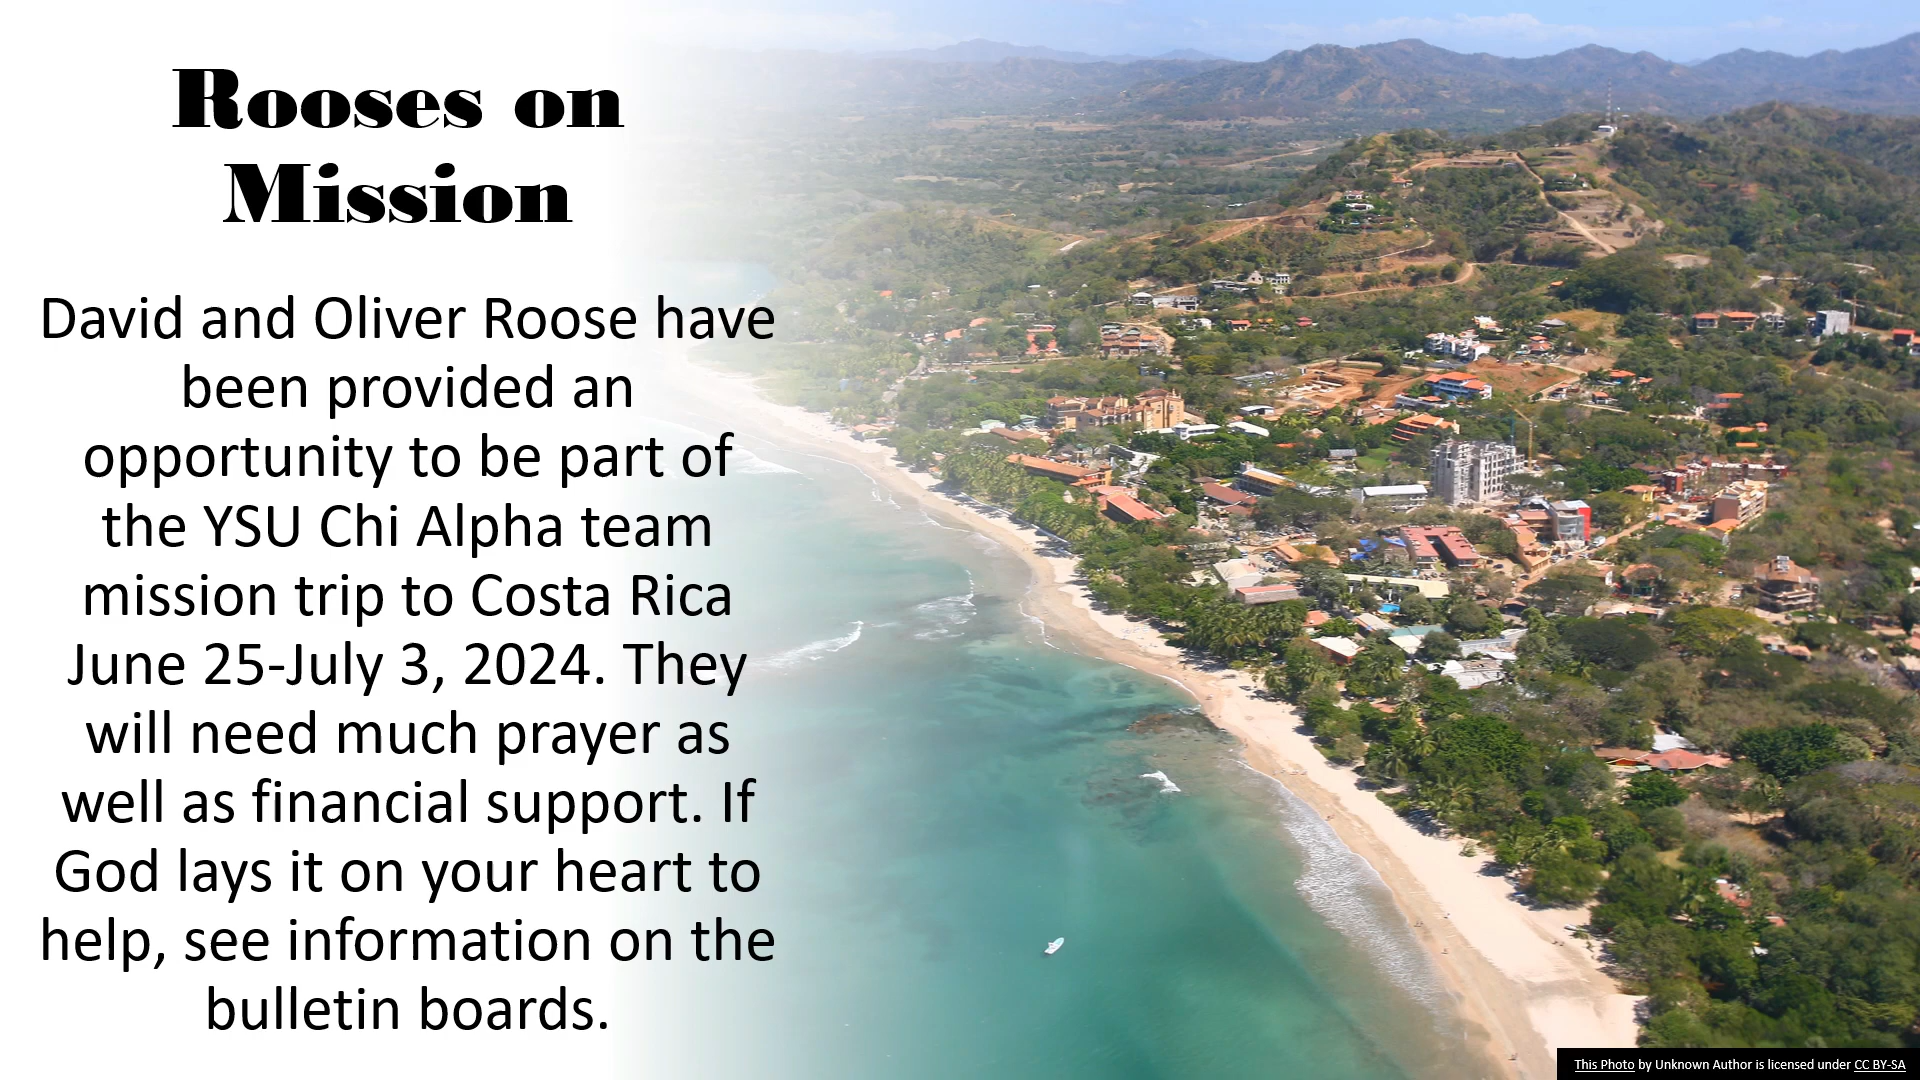 Rooses on
Mission
David and Oliver Roose have
been provided an
opportunity to be part of
the YSU Chi Alpha team
mission trip to Costa Rica
June 25-July 3, 2024. They
will need much prayer as
well as financial support. If
God lays it on your heart to
help, see information on the
bulletin boards.
This Photo by Unknown Author is licensed under CC BY-SA